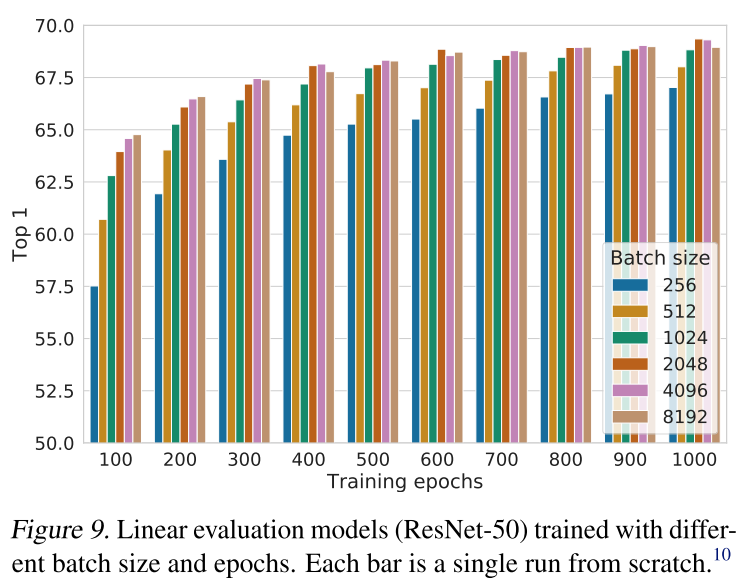 70.0
67.5
65.0
62.5
60.0
57.5
55.0
52.5
50.0
Top 1
Batch size
256
512
1024
2048
4096
8192
100 200 300 400 500 600 700 800 900 1000
Training epochs
Figure 9. Linear evaluation models (ResNet-50) trained with differ-
ent batch size and epochs. Each bar is a single run from scratch.10